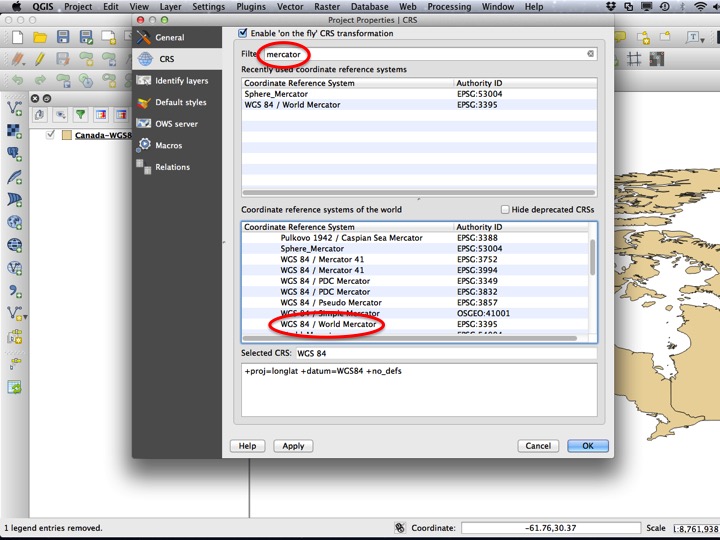 QGIS Project Edit View Layer Settings Plugins Vector Raster Database Web Processing Window Help
Project Properties | CRS
General
CRS
Identify layers
Default styles
OWS server
Macros
Relations
Enable 'on the fly' CRS transformation
Filter mercator
Recently used coordinate reference systems
Coordinate Reference System Authority ID
Sphere_Mercator EPSG:53004
WGS 84 / World Mercator EPSG:3395
Coordinate reference systems of the world Hide deprecated CRSs
Coordinate Reference System Authority ID
Pulkovo 1942 / Caspian Sea Mercator EPSG:3388
Sphere_Mercator EPSG:53004
WGS 84 / Mercator 41 EPSG:3752
WGS 84 / Mercator 41 EPSG:3994
WGS 84 / PDC Mercator EPSG:3349
WGS 84 / PDC Mercator EPSG:3832
WGS 84 / Pseudo Mercator EPSG:3857
WGS 84 / Simple Mercator OSGEO:41001
WGS 84 / World Mercator EPSG:3395
Selected CRS: WGS 84
+proj=longlat +datum=WGS84 +no_defs
Help Apply Cancel OK
Canada-WGS8
1 legend entries removed.
Coordinate: -61.76,30.37 Scale 1:8,761,938